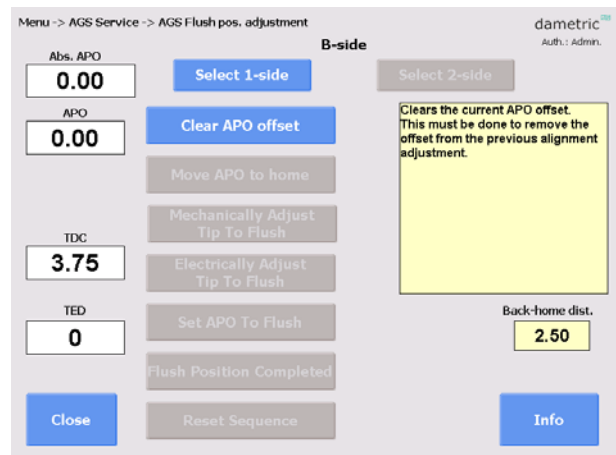 Menu -> AGS Service -> AGS Flush pos. adjustment
dametric
Auth.: Admin.
B-side
Abs. APO
0.00
Select 1-side
Select 2-side
APO
0.00
Clear APO offset
Clears the current APO offset.
This must be done to remove the
offset from the previous alignment
adjustment.
Move APO to home
Mechanically Adjust
Tip To Flush
TDC
3.75
Electrically Adjust
Tip To Flush
TED
0
Set APO To Flush
Back-home dist.
2.50
Flush Position Completed
Close
Reset Sequence
Info